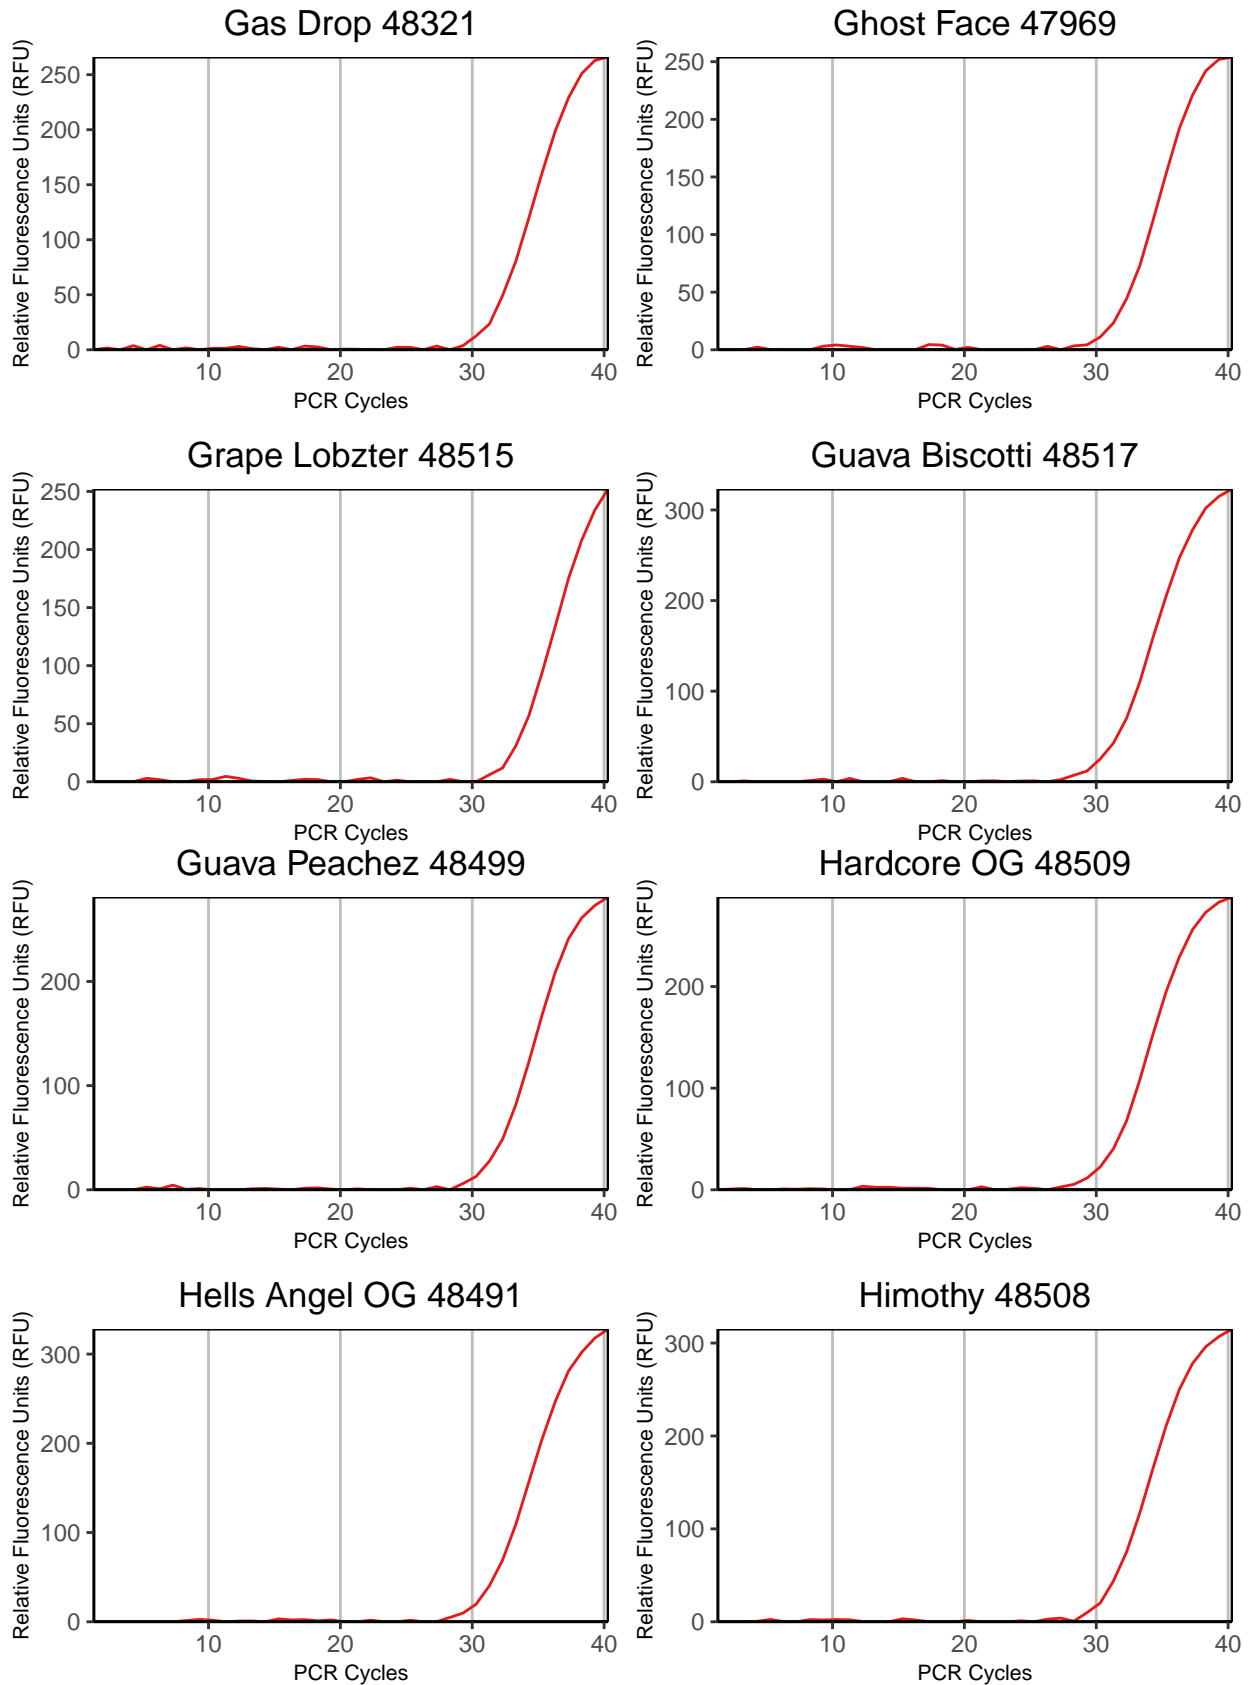 Gas Drop 48321
Relative Fluorescence Units (RFU)
250
200
150
100
50
0
10 20 30 40
PCR Cycles
Ghost Face 47969
Relative Fluorescence Units (RFU)
250
200
150
100
50
0
10 20 30 40
PCR Cycles
Grape Lobzter 48515
Relative Fluorescence Units (RFU)
250
200
150
100
50
0
10 20 30 40
PCR Cycles
Guava Biscotti 48517
Relative Fluorescence Units (RFU)
300
200
100
0
10 20 30 40
PCR Cycles
Guava Peachez 48499
Relative Fluorescence Units (RFU)
200
100
0
10 20 30 40
PCR Cycles
Hardcore OG 48509
Relative Fluorescence Units (RFU)
200
100
0
10 20 30 40
PCR Cycles
Hells Angel OG 48491
Relative Fluorescence Units (RFU)
300
200
100
0
10 20 30 40
PCR Cycles
Himothy 48508
Relative Fluorescence Units (RFU)
300
200
100
0
10 20 30 40
PCR Cycles